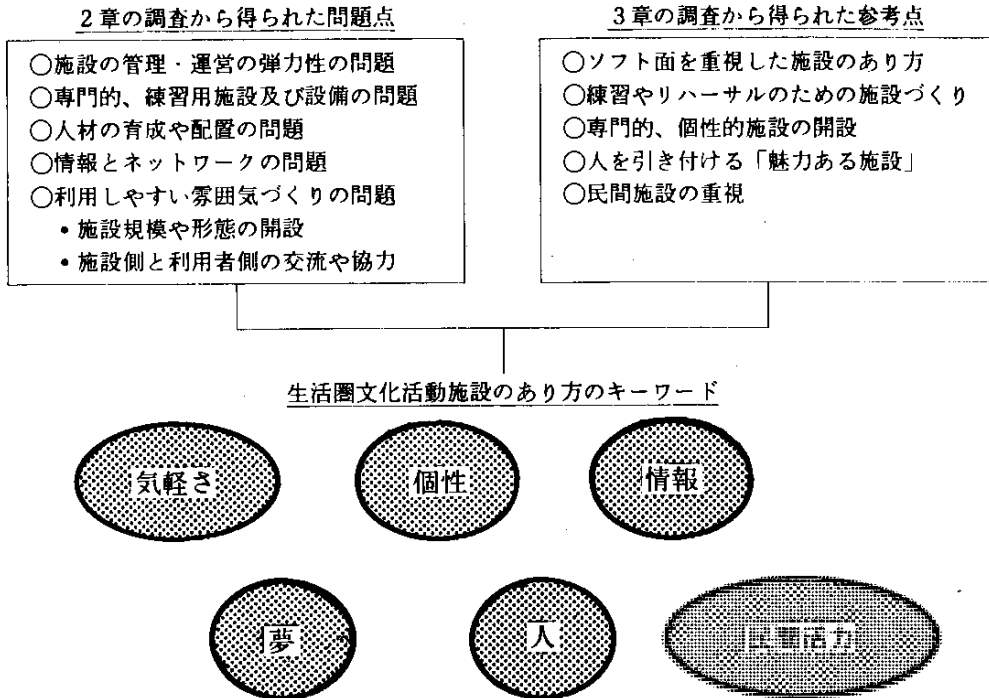 2章の調査から得られた問題点
○施設の管理・運営の弾力性の問題
○専門的、練習用施設及び設備の問題
○人材の育成や配置の問題
○情報とネットワークの問題
○利用しやすい雰囲気づくりの問題
・施設規模や形態の開設
・施設側と利用者側の交流や協力
3章の調査から得られた参考点
○ソフト面を重視した施設のあり方
○練習やリハーサルのための施設づくり
○専門的、個性的施設の開設
○人を引き付ける「魅力ある施設」
○民間施設の重視
生活圏文化活動施設のあり方のキーワード
気軽さ
個性
情報
夢
人
民間活力